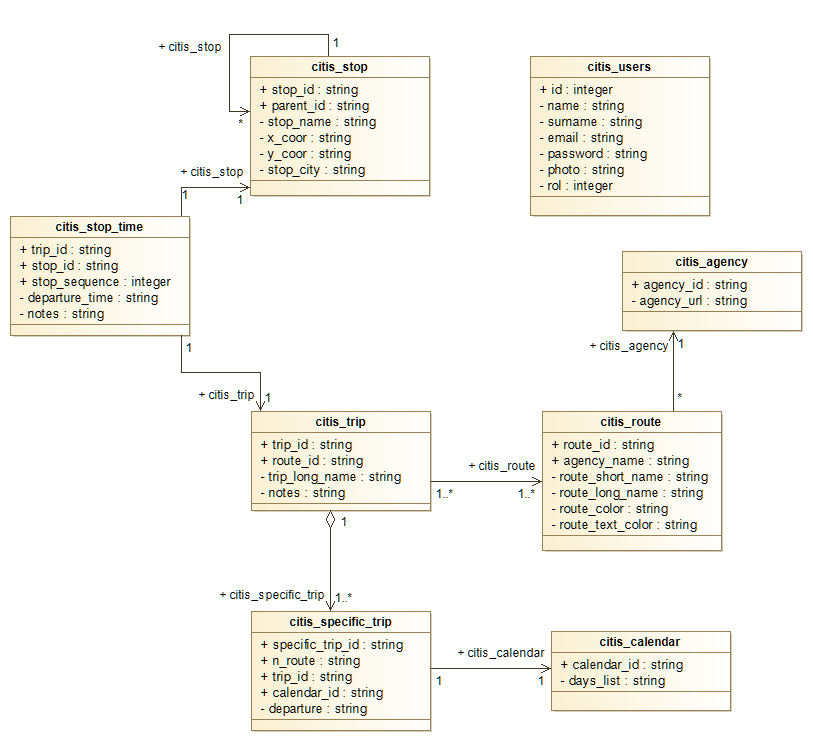 + citis_stop
1
*
citis_stop
+ stop_id : string
+ parent_id : string
- stop_name : string
- x_coor : string
- y_coor : string
- stop_city : string
citis_users
+ id : integer
- name : string
- surname : string
- email : string
- password : string
- photo : string
- rol : integer
+ citis_stop
1
1
citis_stop_time
+ trip_id : string
+ stop_id : string
+ stop_sequence : integer
- departure_time : string
- notes : string
citis_agency
+ agency_id : string
- agency_url : string
1
+ citis_trip
1
+ citis_agency
1
*
citis_trip
+ trip_id : string
+ route_id : string
- trip_long_name : string
- notes : string
+ citis_route
1..*
1..*
citis_route
+ route_id : string
+ agency_name : string
- route_short_name : string
- route_long_name : string
- route_color : string
- route_text_color : string
1
+ citis_specific_trip
1..*
citis_specific_trip
+ specific_trip_id : string
+ n_route : string
+ trip_id : string
+ calendar_id : string
- departure : string
+ citis_calendar
1
1
citis_calendar
+ calendar_id : string
- days_list : string